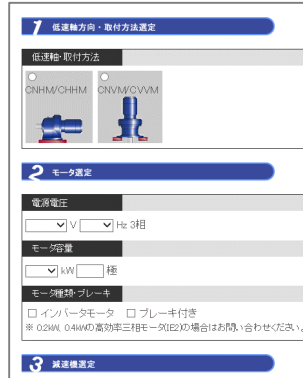 1 低速軸方向・取付方法選定
低速軸・取付方法
CNHM/CHHM CNVM/CVVM
2 モータ選定
電源電圧
V Hz 3相
モータ容量
kW 極
モータ種類・ブレーキ
インバータモータ ブレーキ付き
※ 0.2kW, 0.4kWの高効率三相モータ(IE2)の場合はお問い合わせください。
3 減速機選定